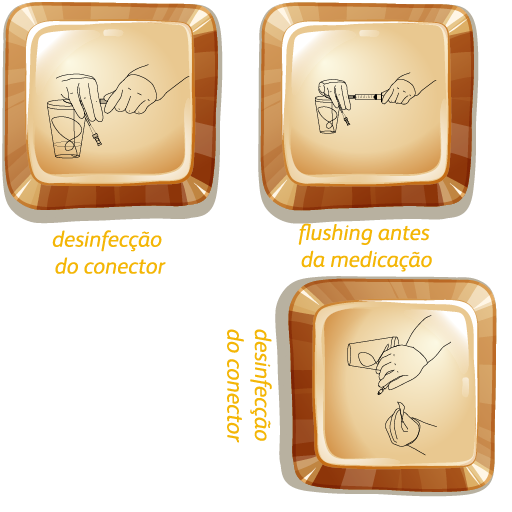 desinfecção
do conector
flushing antes
da medicação
desinfecção
do conector